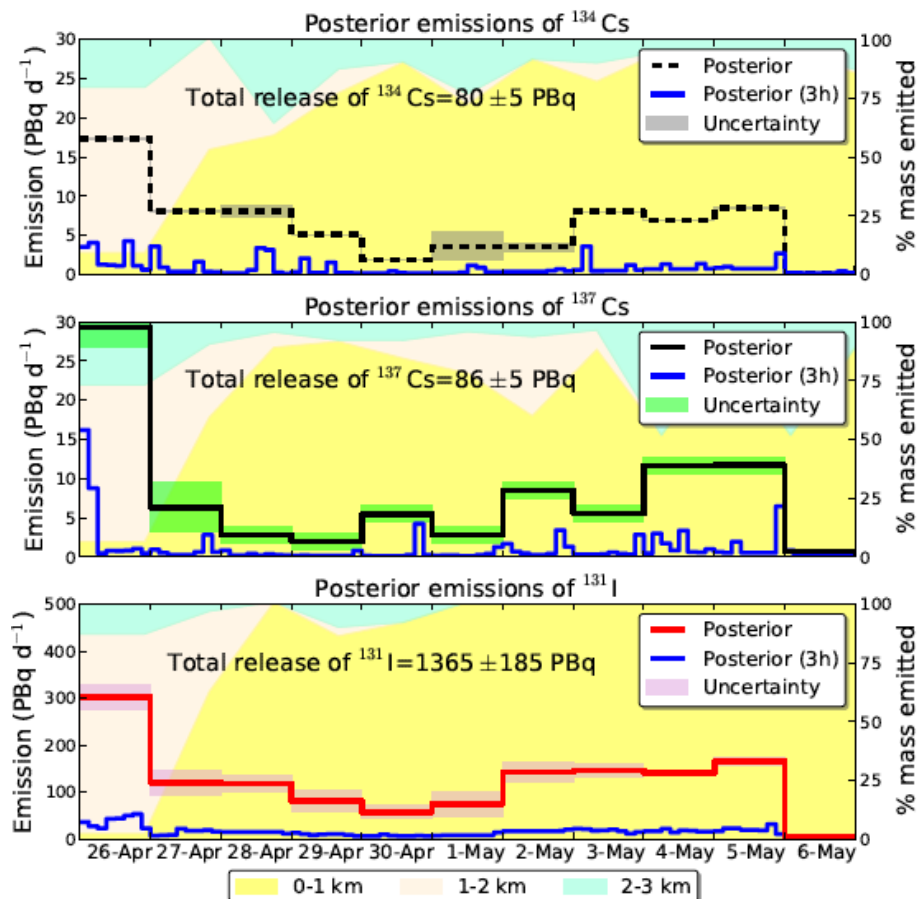 Posterior emissions of ¹³⁴Cs
Emission (PBq d⁻¹)
30
25
20
15
10
5
0
Total release of ¹³⁴Cs=80 ±5 PBq
Posterior
Posterior (3h)
Uncertainty
100
75
50
25
0
% mass emitted
Posterior emissions of ¹³⁷Cs
Emission (PBq d⁻¹)
30
25
20
15
10
5
0
Total release of ¹³⁷Cs=86 ±5 PBq
Posterior
Posterior (3h)
Uncertainty
100
75
50
25
0
% mass emitted
Posterior emissions of ¹³¹I
Emission (PBq d⁻¹)
500
400
300
200
100
0
Total release of ¹³¹I=1365 ±185 PBq
Posterior
Posterior (3h)
Uncertainty
100
75
50
25
0
% mass emitted
26-Apr 27-Apr 28-Apr 29-Apr 30-Apr 1-May 2-May 3-May 4-May 5-May 6-May
0-1 km 1-2 km 2-3 km